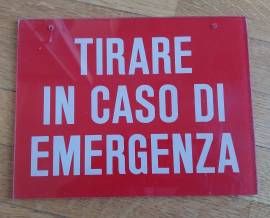 TIRARE
IN CASO DI
EMERGENZA